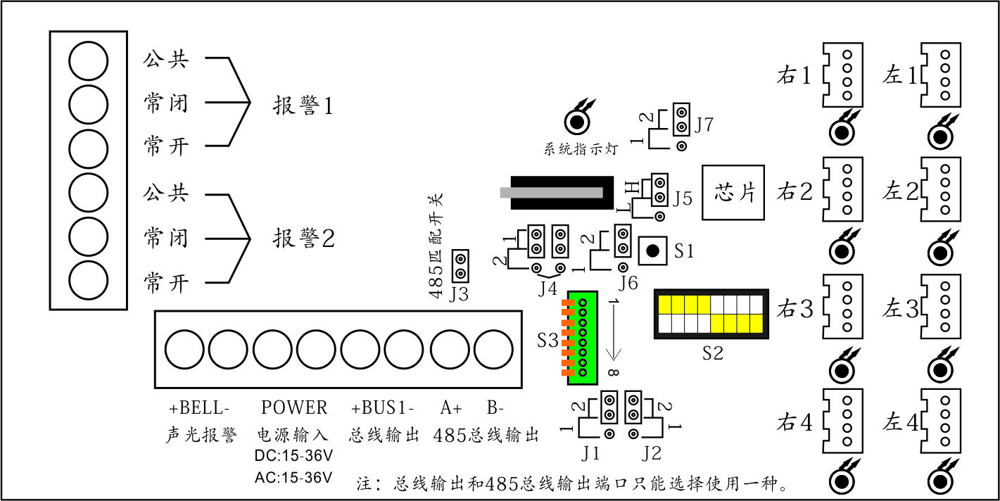 公共
常闭
常开
报警1
公共
常闭
常开
报警2
系统指示灯
2
1
J7
H
L
J5
芯片
485匹配开关
J3
1
2
J4
2
1
J6
S1
S3
1
8
S2
右1
左1
右2
左2
右3
左3
右4
左4
+BELL-
POWER
+BUS1-
A+
B-
声光报警
电源输入
总线输出
485总线输出
DC:15-36V
AC:15-36V
2
1
J1
2
1
J2
注：总线输出和485总线输出端口只能选择使用一种。